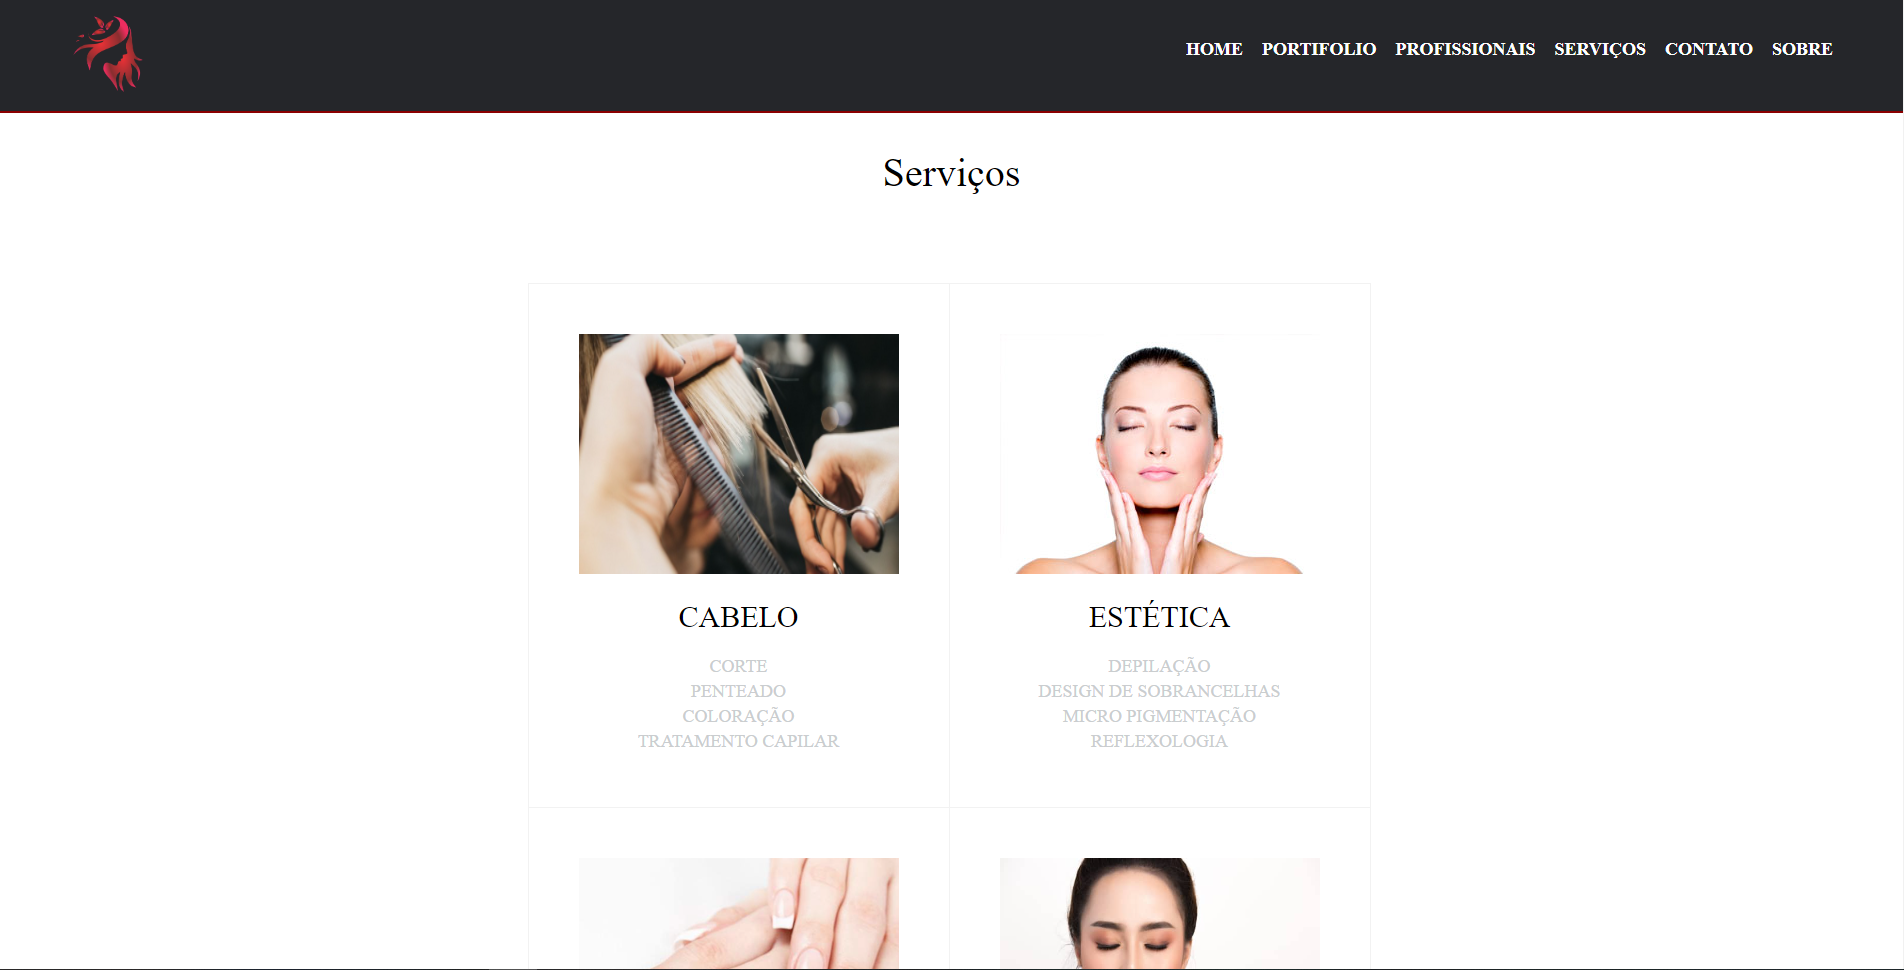 HOME PORTIFOLIO PROFISSIONAIS SERVIÇOS CONTATO SOBRE
Serviços
CABELO
CORTE
PENTEADO
COLORAÇÃO
TRATAMENTO CAPILAR
ESTÉTICA
DEPILAÇÃO
DESIGN DE SOBRANCELHAS
MICRO PIGMENTAÇÃO
REFLEXOLOGIA